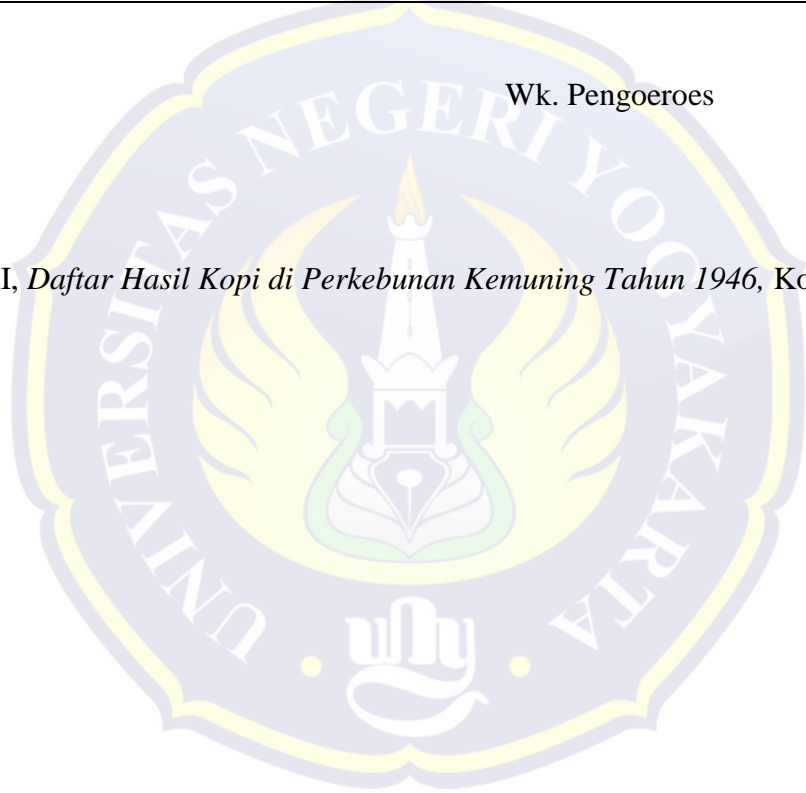 Wk. Pengoeroes
I, Daftar Hasil Kopi di Perkebunan Kemuning Tahun 1946, Ko
UNIVERSITAS NEGERI YOGYAKARTA
uny